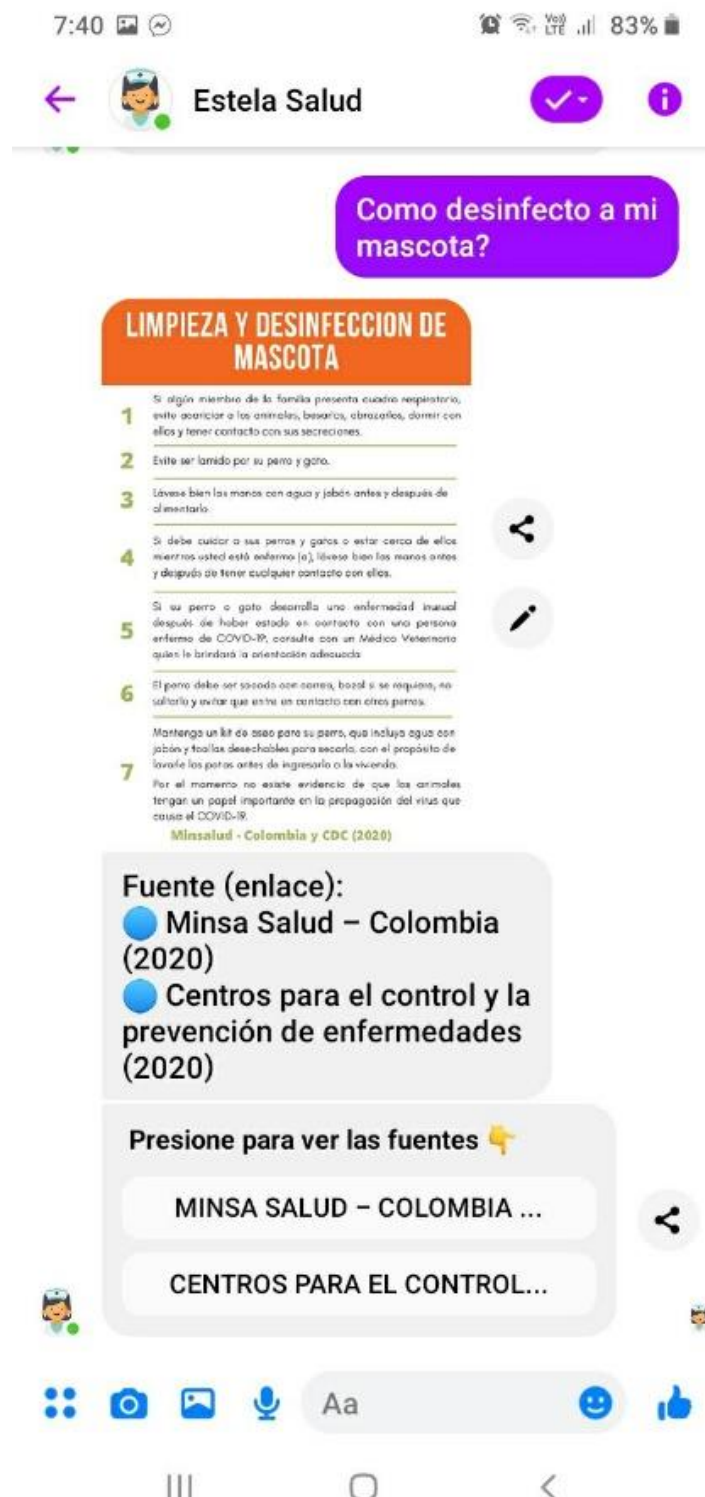 7:40
Voo)
LTE
83%
Estela Salud
Como desinfecto a mi
mascota?
LIMPIEZA Y DESINFECCION DE
MASCOTA
1
Si algún miembro de la familia presenta cuadro respiratorio,
evite acariciar a los animales, besarlos, abrazarlos, dormir con
ellos y tener contacto con sus secreciones.
2
Evite ser lamido por su perro y gato.
3
Lávese bien las manos con agua y jabón antes y después de
alimentarlo.
4
Si debe cuidar a sus perros y gatos o estar cerca de ellos
mientras usted está enfermo (a), lávese bien las manos antes
y después de tener cualquier contacto con ellos.
5
Si su perro o gato desarrolla una enfermedad inusual
después de haber estado en contacto con una persona
enferma de COVID-19, consulte con un Médico Veterinario
quien le brindará la orientación adecuada
6
El perro debe ser sacado con correa, bozal si se requiere, no
soltarlo y evitar que entre en contacto con otros perros.
7
Mantenga un kit de aseo para su perro, que incluya agua con
jabón y toallas desechables para secarlo, con el propósito de
lavarle las patas antes de ingresarlo a la vivienda.
Por el momento no existe evidencia de que los animales
tengan un papel importante en la propagación del virus que
causa el COVID-19.
Minsalud - Colombia y CDC (2020)
Fuente (enlace):
🔵 Minsa Salud – Colombia
(2020)
🔵 Centros para el control y la
prevención de enfermedades
(2020)
Presione para ver las fuentes 👇
MINSA SALUD – COLOMBIA ...
CENTROS PARA EL CONTROL...
Aa